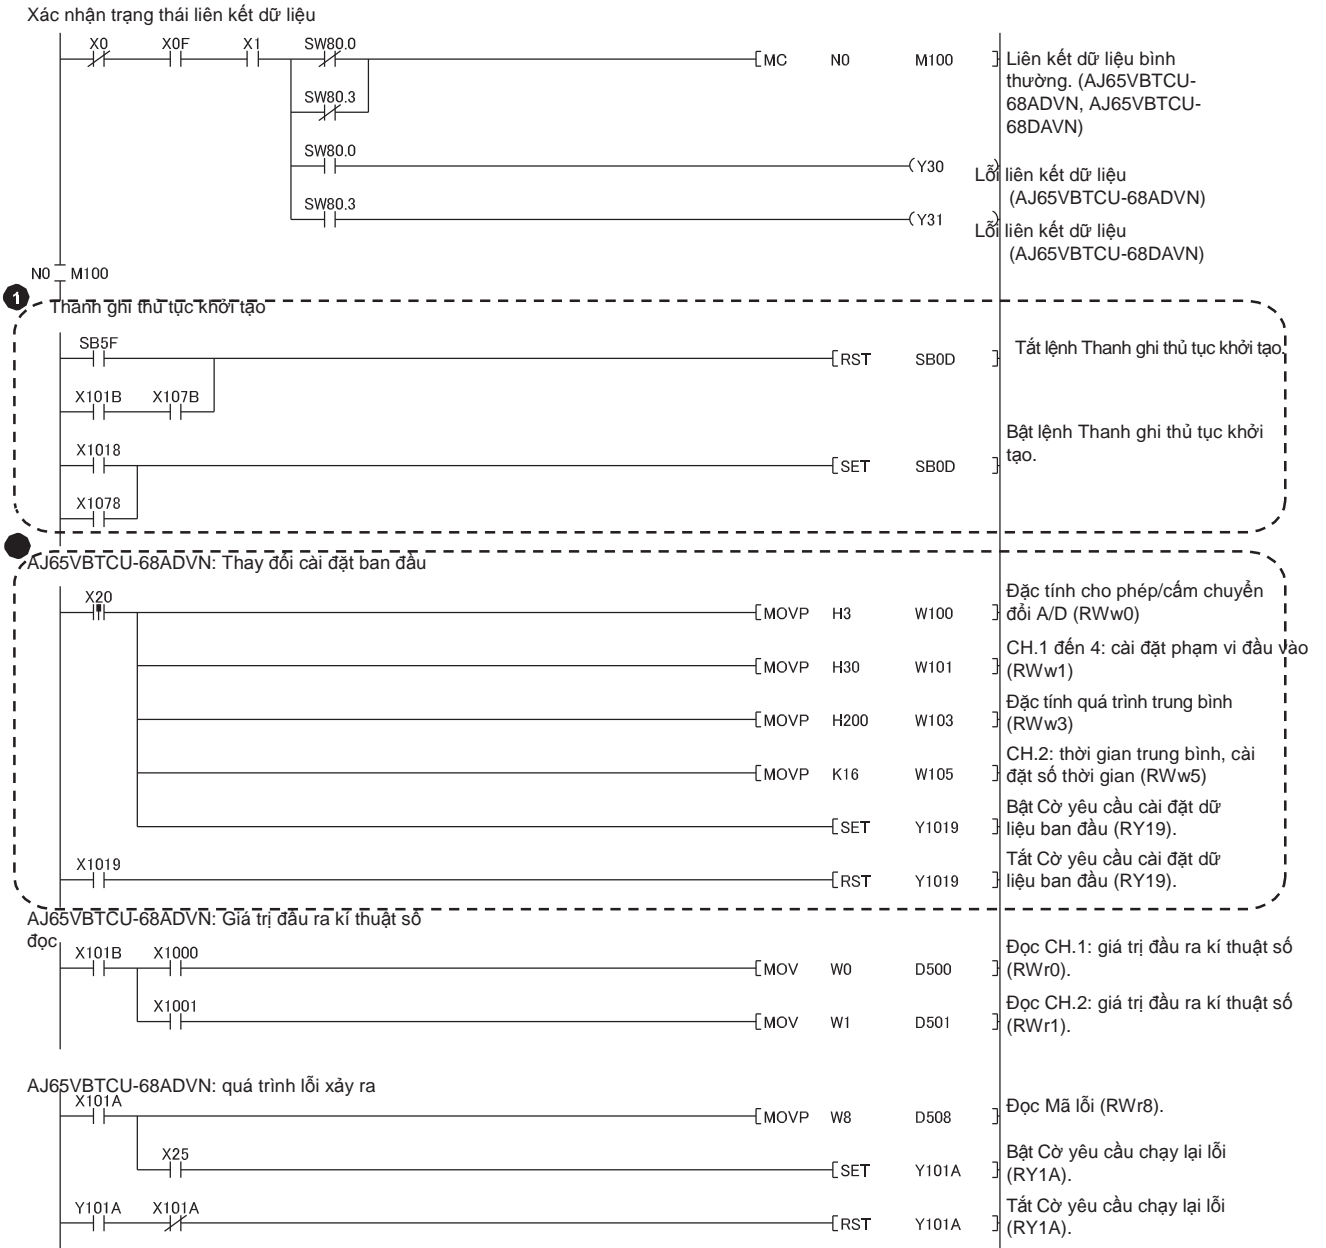 Xác nhận trạng thái liên kết dữ liệu
X0 X0F X1 SW80.0
MC N0 M100
Liên kết dữ liệu bình
thường. (AJ65VBTCU-
68ADVN, AJ65VBTCU-
68DAVN)
SW80.3
SW80.0
Y30
Lỗi liên kết dữ liệu
(AJ65VBTCU-68ADVN)
SW80.3
Y31
Lỗi liên kết dữ liệu
(AJ65VBTCU-68DAVN)
N0 M100
1
Thanh ghi thủ tục khởi tạo
SB5F
RST SB0D
Tắt lệnh Thanh ghi thủ tục khởi tạo.
X101B X107B
X1018
SET SB0D
Bật lệnh Thanh ghi thủ tục khởi
tạo.
X1078
AJ65VBTCU-68ADVN: Thay đổi cài đặt ban đầu
X20
MOVP H3 W100
Đặc tính cho phép/cấm chuyển
đổi A/D (RWw0)
MOVP H30 W101
CH.1 đến 4: cài đặt phạm vi đầu vào
(RWw1)
MOVP H200 W103
Đặc tính quá trình trung bình
(RWw3)
MOVP K16 W105
CH.2: thời gian trung bình, cài
đặt số thời gian (RWw5)
SET Y1019
Bật Cờ yêu cầu cài đặt dữ
liệu ban đầu (RY19).
X1019
RST Y1019
Tắt Cờ yêu cầu cài đặt dữ
liệu ban đầu (RY19).
AJ65VBTCU-68ADVN: Giá trị đầu ra kí thuật số
đọc
X101B X1000
MOV W0 D500
Đọc CH.1: giá trị đầu ra kí thuật số
(RWr0).
X1001
MOV W1 D501
Đọc CH.2: giá trị đầu ra kí thuật số
(RWr1).
AJ65VBTCU-68ADVN: quá trình lỗi xảy ra
X101A
MOVP W8 D508
Đọc Mã lỗi (RWr8).
X25
SET Y101A
Bật Cờ yêu cầu chạy lại lỗi
(RY1A).
Y101A X101A
RST Y101A
Tắt Cờ yêu cầu chạy lại lỗi
(RY1A).